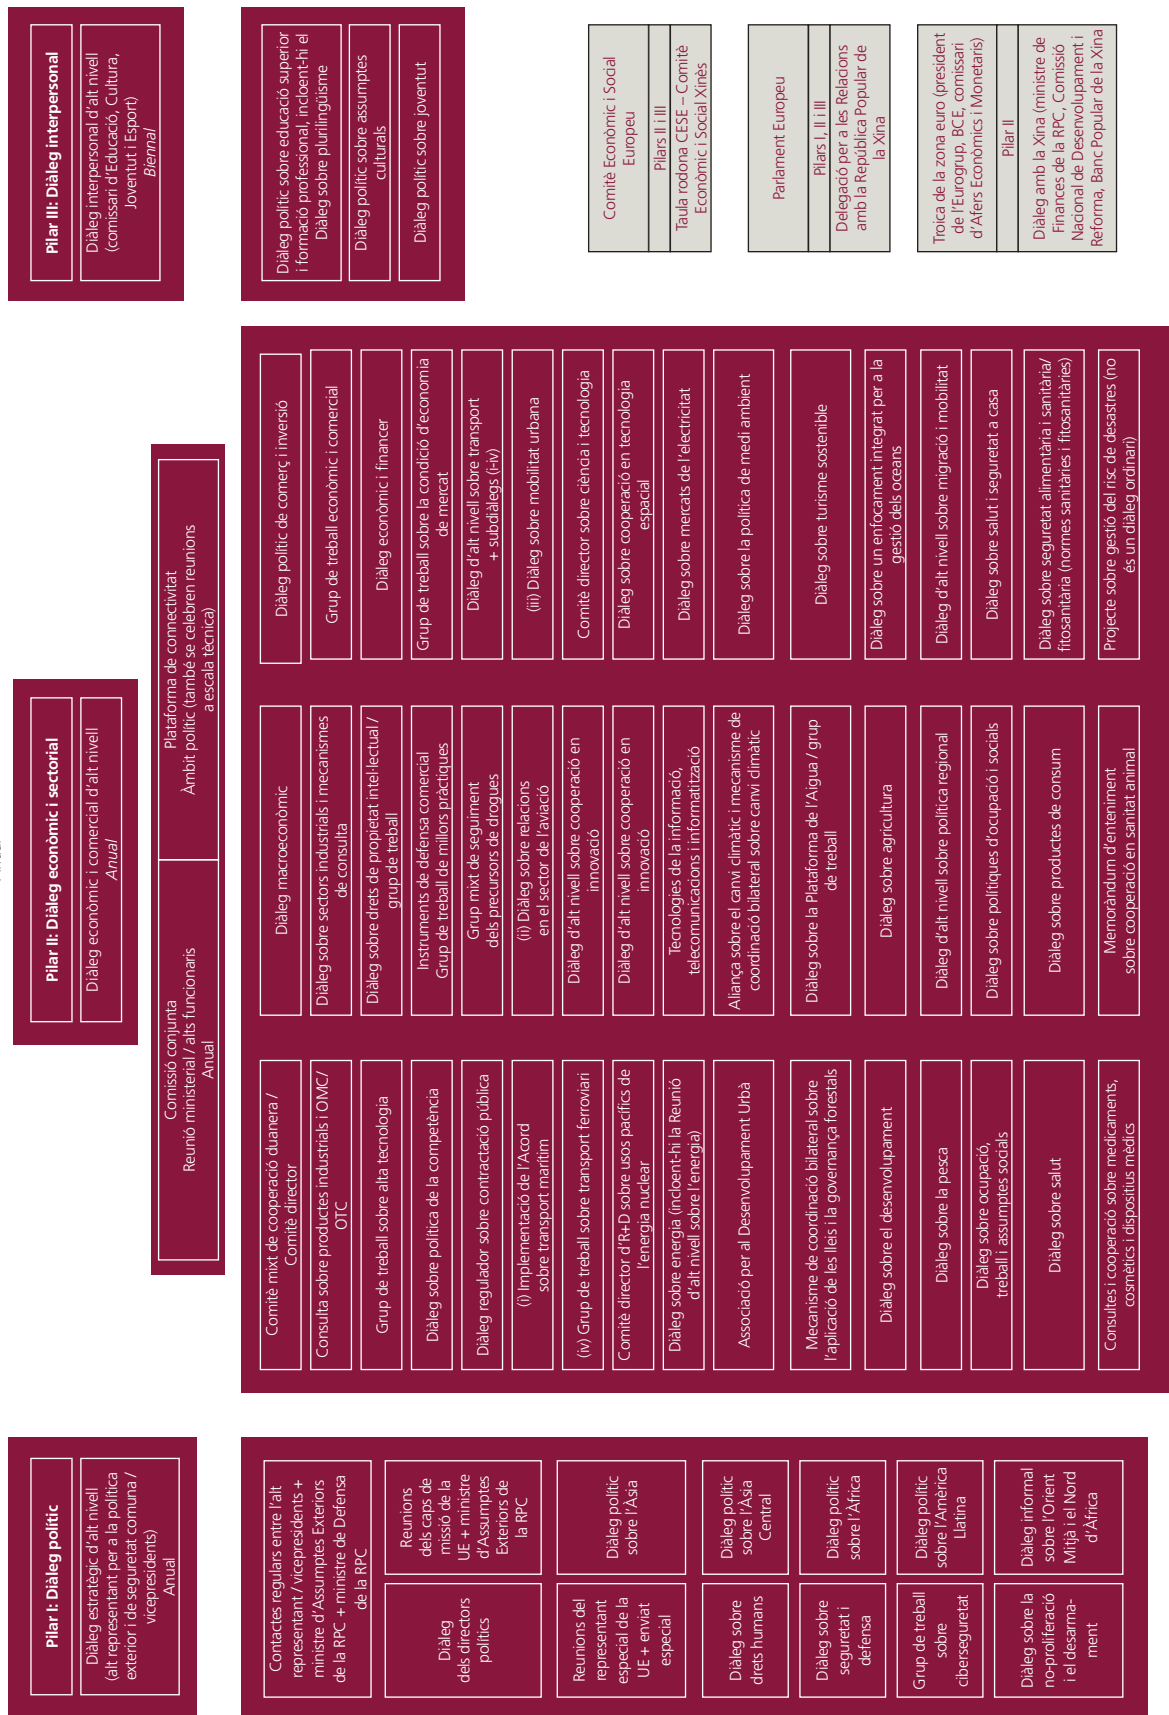 Pilar I: Diàleg polític
Diàleg estratègic d'alt nivell
(alt representant per a la política
exterior i de seguretat comuna /
vicepresidents)
Anual
Contactes regulars entre l'alt
representant / vicepresidents +
ministre d'Assumptes Exteriors
de la RPC + ministre de Defensa
de la RPC
Diàleg
dels directors
polítics
Reunions
dels caps de
missió de la
UE + ministre
d'Assumptes
Exteriors de
la RPC
Reunions del
representant
especial de la
UE + enviat
especial
Diàleg polític
sobre l'Àsia
Diàleg sobre
drets humans
Diàleg polític
sobre l'Àsia
Central
Diàleg sobre
seguretat i
defensa
Diàleg polític
sobre l'Àfrica
Grup de treball
sobre
ciberseguretat
Diàleg polític
sobre l'Amèrica
Llatina
Diàleg sobre la
no-proliferació
i el desarma-
ment
Diàleg informal
sobre l'Orient
Mitjà i el Nord
d'Àfrica
Pilar II: Diàleg econòmic i sectorial
Diàleg econòmic i comercial d'alt nivell
Anual
Comissió conjunta
Reunió ministerial / alts funcionaris
Anual
Plataforma de connectivitat
Àmbit polític (també se celebren reunions
a escala tècnica)
Comitè mixt de cooperació duanera /
Comitè director
Diàleg macroeconòmic
Diàleg polític de comerç i inversió
Consulta sobre productes industrials i OMC/
OTC
Diàleg sobre sectors industrials i mecanismes
de consulta
Grup de treball econòmic i comercial
Grup de treball sobre alta tecnologia
Diàleg sobre drets de propietat intel·lectual /
grup de treball
Diàleg econòmic i financer
Diàleg sobre política de la competència
Instruments de defensa comercial
Grup de treball de millors pràctiques
Grup de treball sobre la condició d'economia
de mercat
Diàleg regulador sobre contractació pública
Grup mixt de seguiment
dels precursors de drogues
Diàleg d'alt nivell sobre transport
+ subdiàlegs (i-iv)
(i) Implementació de l'Acord
sobre transport marítim
(ii) Diàleg sobre relacions
en el sector de l'aviació
(iii) Diàleg sobre mobilitat urbana
(iv) Grup de treball sobre transport ferroviari
Diàleg d'alt nivell sobre cooperació en
innovació
Comitè director sobre ciència i tecnologia
Comitè director d'R+D sobre usos pacífics de
l'energia nuclear
Diàleg d'alt nivell sobre cooperació en
innovació
Diàleg sobre cooperació en tecnologia
espacial
Diàleg sobre energia (incloent-hi la Reunió
d'alt nivell sobre l'energia)
Tecnologies de la informació,
telecomunicacions i informatització
Diàleg sobre mercats de l'electricitat
Associació per al Desenvolupament Urbà
Aliança sobre el canvi climàtic i mecanisme de
coordinació bilateral sobre canvi climàtic
Diàleg sobre la política de medi ambient
Mecanisme de coordinació bilateral sobre
l'aplicació de les lleis i la governança forestals
Diàleg sobre la Plataforma de l'Aigua / grup
de treball
Diàleg sobre turisme sostenible
Diàleg sobre el desenvolupament
Diàleg sobre agricultura
Diàleg sobre un enfocament integrat per a la
gestió dels oceans
Diàleg sobre la pesca
Diàleg d'alt nivell sobre política regional
Diàleg d'alt nivell sobre migració i mobilitat
Diàleg sobre ocupació,
treball i assumptes socials
Diàleg sobre polítiques d'ocupació i socials
Diàleg sobre salut i seguretat a casa
Diàleg sobre salut
Diàleg sobre productes de consum
Diàleg sobre seguretat alimentària i sanitària/
fitosanitària (normes sanitàries i fitosanitàries)
Consultes i cooperació sobre medicaments,
cosmètics i dispositius mèdics
Memoràndum d'enteniment
sobre cooperació en sanitat animal
Projecte sobre gestió del risc de desastres (no
és un diàleg ordinari)
Pilar III: Diàleg interpersonal
Diàleg interpersonal d'alt nivell
(comissari d'Educació, Cultura,
Joventut i Esport)
Biennal
Diàleg polític sobre educació superior
i formació professional, incloent-hi el
Diàleg sobre plurilingüisme
Diàleg polític sobre assumptes
culturals
Diàleg polític sobre joventut
Comitè Econòmic i Social
Europeu
Pilars II i III
Taula rodona CESE – Comitè
Econòmic i Social Xinès
Parlament Europeu
Pilars I, II i III
Delegació per a les Relacions
amb la República Popular de
la Xina
Troica de la zona euro (president
de l'Eurogrup, BCE, comissari
d'Afers Econòmics i Monetaris)
Pilar II
Diàleg amb la Xina (ministre de
Finances de la RPC, Comissió
Nacional de Desenvolupament i
Reforma, Banc Popular de la Xina